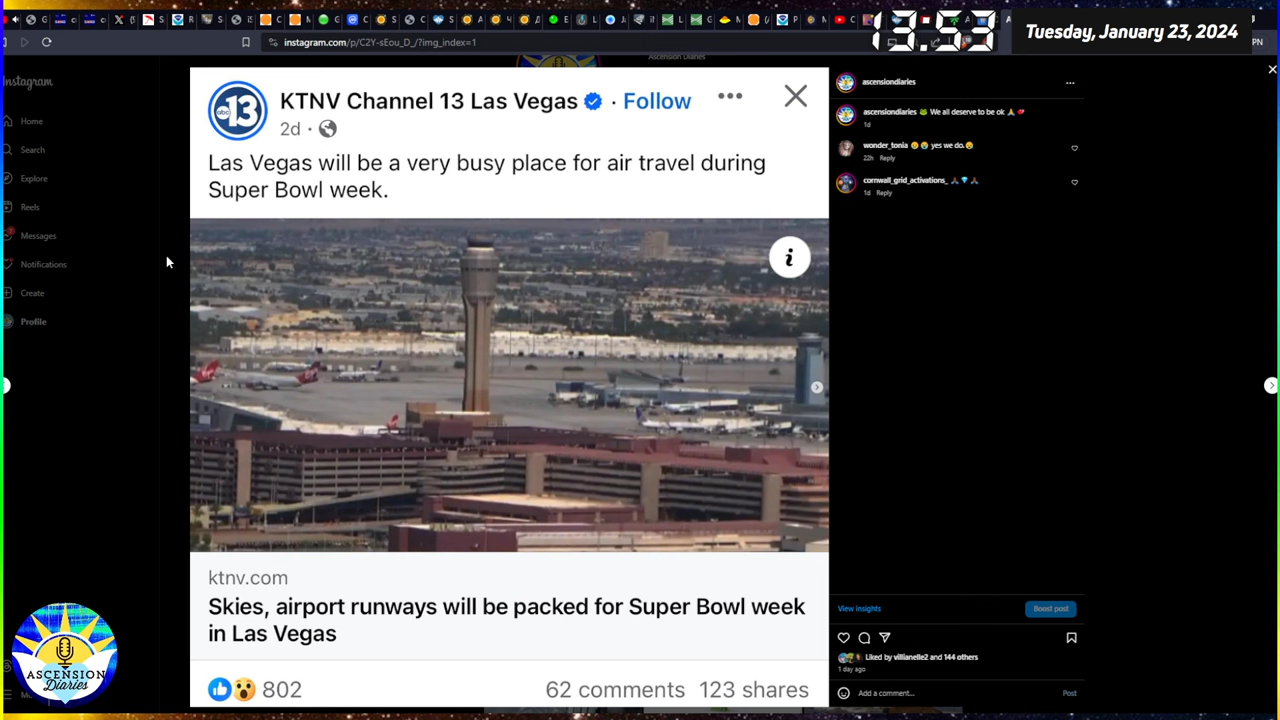 13:53
Tuesday, January 23, 2024
instagram.com/p/C2Y-sEou_D_/?img_index=1
Ascension Diaries
Instagram
Home
Search
Explore
Reels
Messages
Notifications
Create
Profile
abc 13
KTNV Channel 13 Las Vegas · Follow
2d ·
Las Vegas will be a very busy place for air travel during
Super Bowl week.
ktnv.com
Skies, airport runways will be packed for Super Bowl week
in Las Vegas
802
62 comments 123 shares
ascensiondiaries
ascensiondiaries 🐸 We all deserve to be ok 🙏 💝
1d
wonder_tonia yes we do.
22h Reply
cornwall_grid_activations_ 🙏🏽 💎 🙏🏽
1d Reply
View insights
Boost post
Liked by villianelle2 and 144 others
1 day ago
Add a comment...
Post
ASCENSION
Diaries